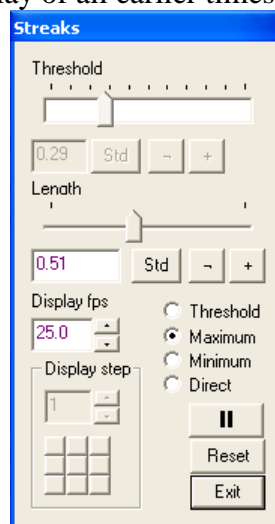 lay of an earlier times
Streaks
Threshold
0.29 Std ¬ +
Length
0.51 Std ¬ +
Display fps
25.0
Threshold
Maximum
Minimum
Direct
Display step
1
Reset
Exit